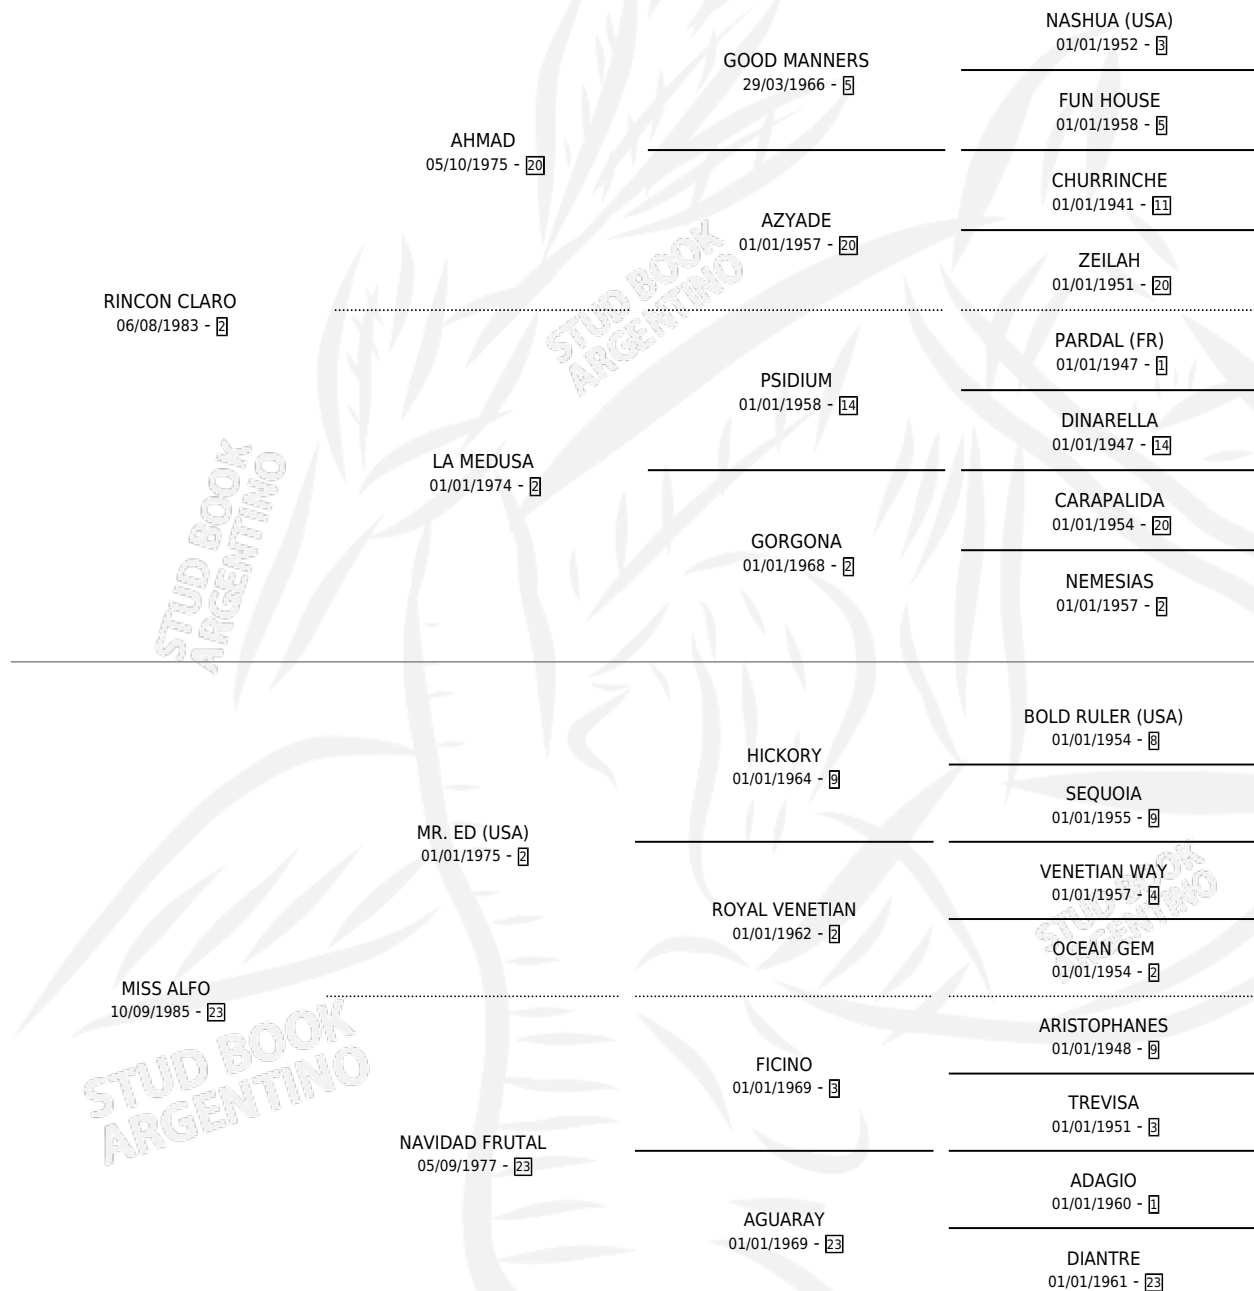 NASHUA (USA)
01/01/1952 - 3
GOOD MANNERS
29/03/1966 - 5
FUN HOUSE
01/01/1958 - 5
AHMAD
05/10/1975 - 20
CHURRINCHE
01/01/1941 - 11
AZYADE
01/01/1957 - 20
ZEILAH
01/01/1951 - 20
RINCON CLARO
06/08/1983 - 2
STUD BOOK
ARGENTINO
PARDAL (FR)
01/01/1947 - 1
PSIDIUM
01/01/1958 - 14
DINARELLA
01/01/1947 - 14
LA MEDUSA
01/01/1974 - 2
CARAPALIDA
01/01/1954 - 20
GORGONA
01/01/1968 - 2
NEMESIAS
01/01/1957 - 2
STUD BOOK
ARGENTINO
BOLD RULER (USA)
01/01/1954 - 8
HICKORY
01/01/1964 - 9
SEQUOIA
01/01/1955 - 9
MR. ED (USA)
01/01/1975 - 2
VENETIAN WAY
01/01/1957 - 4
ROYAL VENETIAN
01/01/1962 - 2
STUD BOOK
ARGENTINO
OCEAN GEM
01/01/1954 - 2
MISS ALFO
10/09/1985 - 23
ARISTOPHANES
01/01/1948 - 9
FICINO
01/01/1969 - 3
TREVISA
01/01/1951 - 3
STUD BOOK
ARGENTINO
NAVIDAD FRUTAL
05/09/1977 - 23
ADAGIO
01/01/1960 - 1
AGUARAY
01/01/1969 - 23
DIANTRE
01/01/1961 - 23